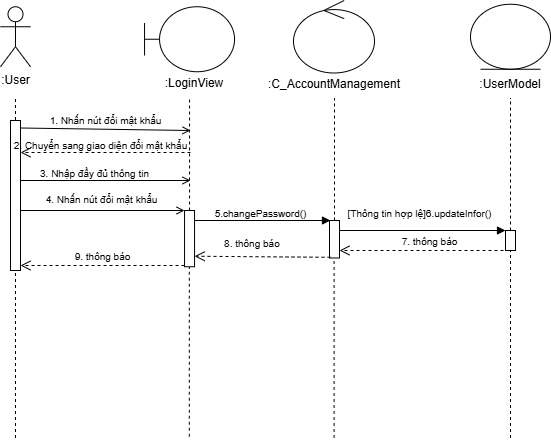 :User
:LoginView
:C_AccountManagement
:UserModel
1. Nhấn nút đổi mật khẩu
2. Chuyển sang giao diện đổi mật khẩu
3. Nhập đầy đủ thông tin
4. Nhấn nút đổi mật khẩu
5.changePassword()
[Thông tin hợp lệ]6.updateInfor()
7. thông báo
8. thông báo
9. thông báo